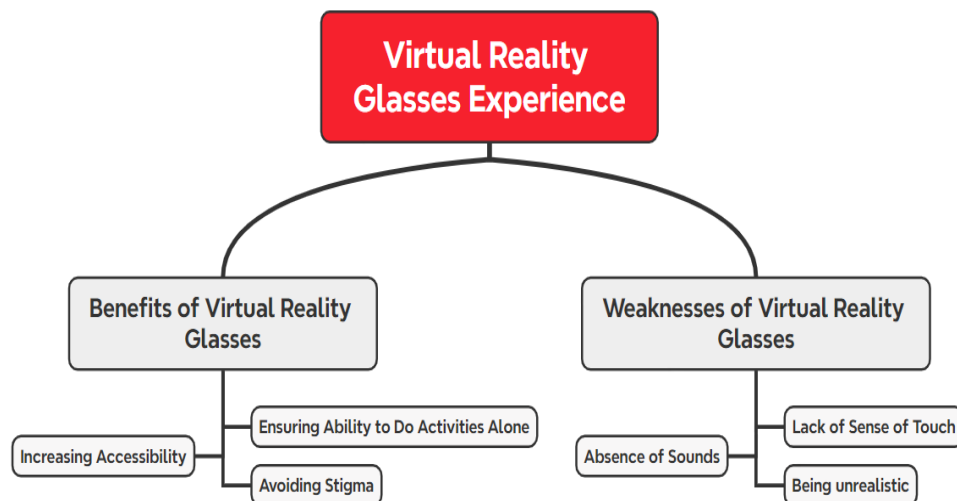 Virtual Reality
Glasses Experience
Benefits of Virtual Reality
Glasses
Ensuring Ability to Do Activities Alone
Increasing Accessibility
Avoiding Stigma
Weaknesses of Virtual Reality
Glasses
Lack of Sense of Touch
Absence of Sounds
Being unrealistic